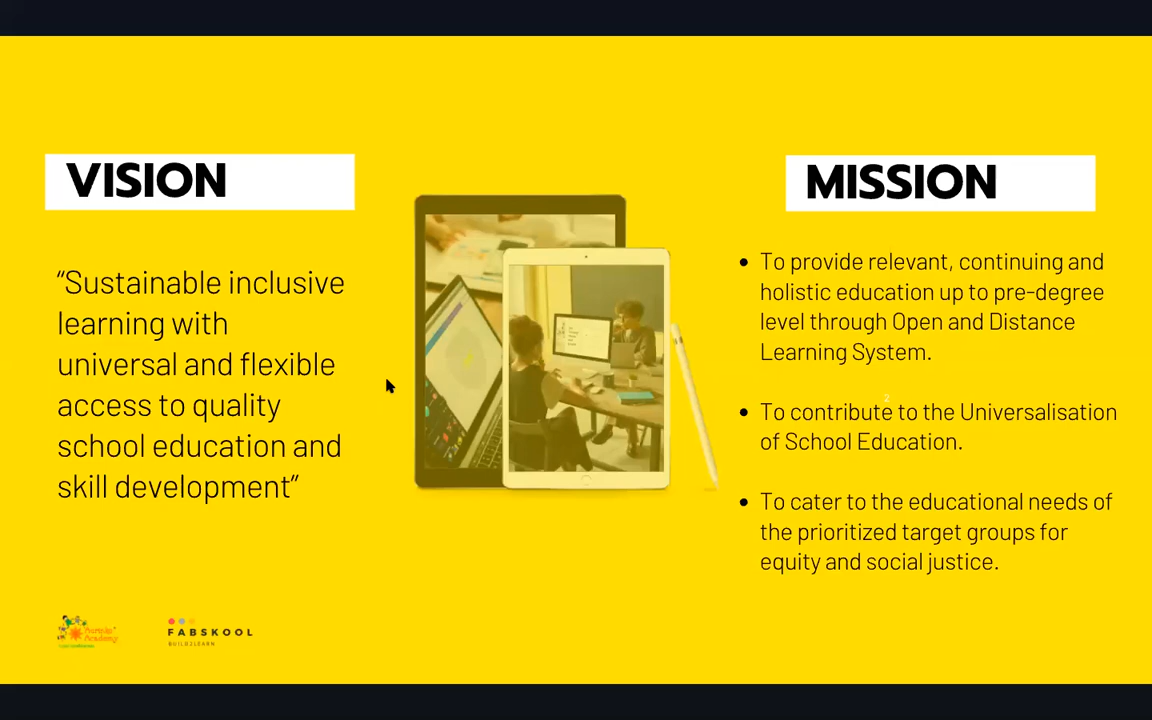 VISION
“Sustainable inclusive
learning with
universal and flexible
access to quality
school education and
skill development”
MISSION
To provide relevant, continuing and
holistic education up to pre-degree
level through Open and Distance
Learning System.
2
To contribute to the Universalisation
of School Education.
To cater to the educational needs of
the prioritized target groups for
equity and social justice.
Academy
FABSKOOL
BUILD2LEARN